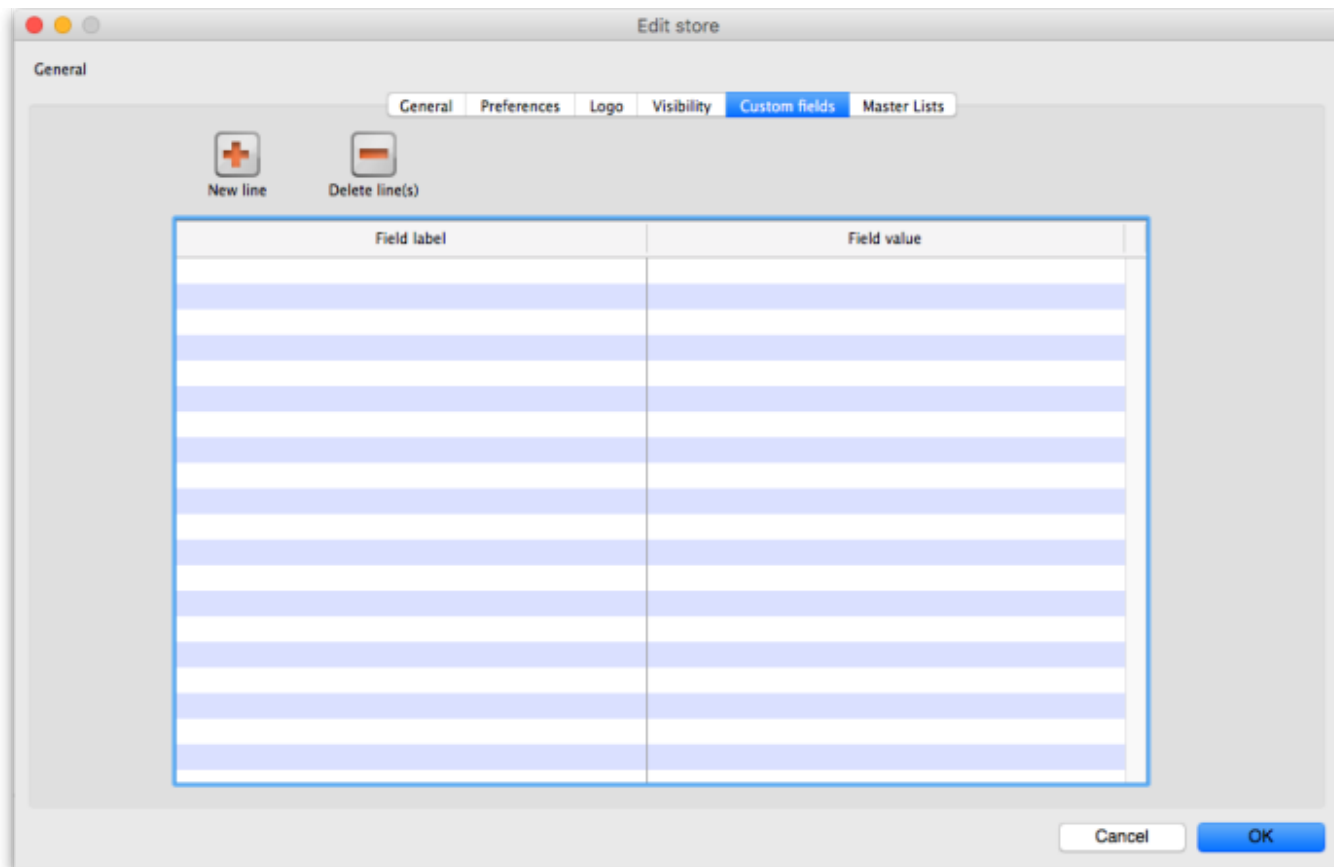 Edit store
General
General Preferences Logo Visibility Custom fields Master Lists
New line Delete line(s)
Field label Field value
Cancel OK